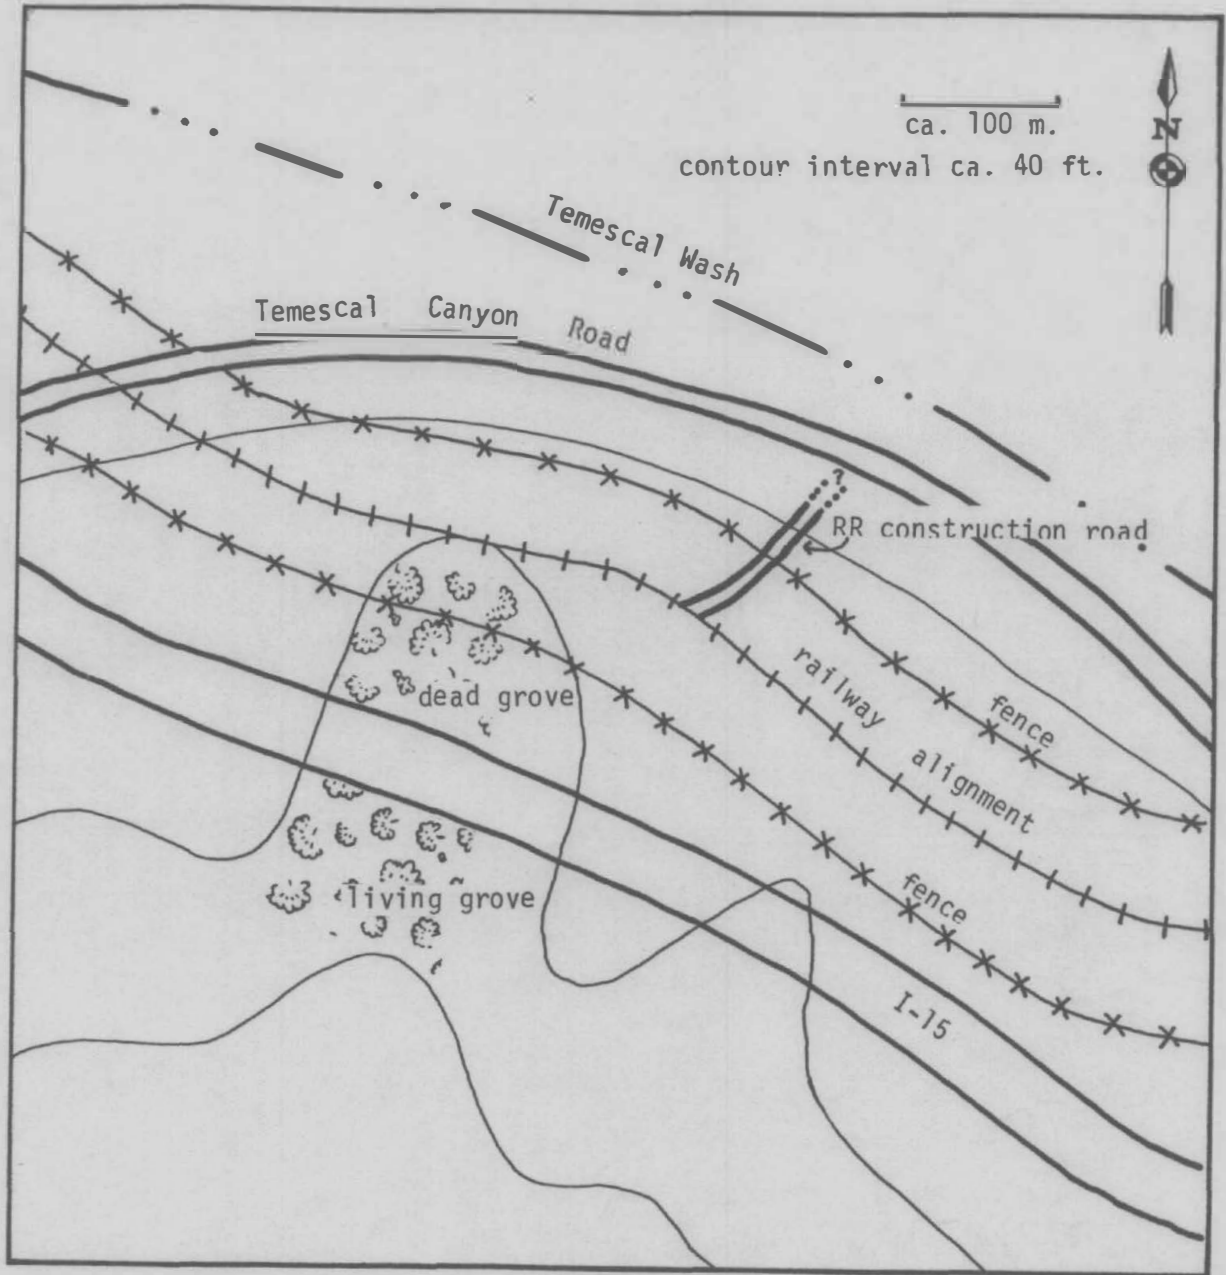 ca. 100 m.
N
contour interval ca. 40 ft.
Temescal Wash
Temescal Canyon Road
?
RR construction road
railway alignment
fence
dead grove
living grove
fence
I-15